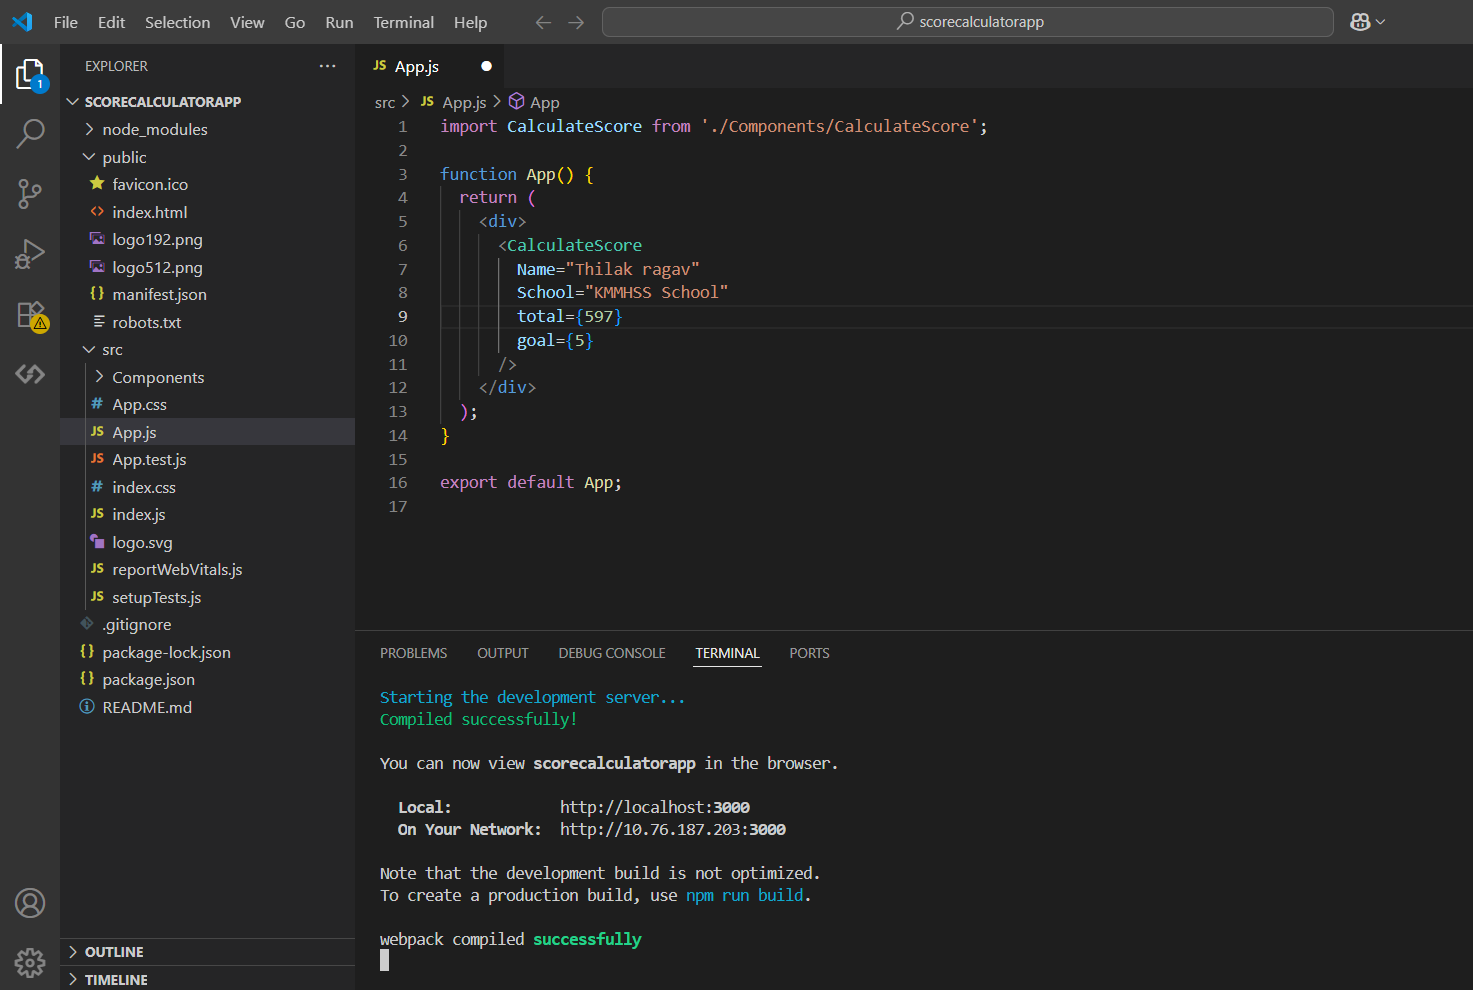 File Edit Selection View Go Run Terminal Help
scorecalculatorapp
EXPLORER
1
SCORECALCULATORAPP
node_modules
public
favicon.ico
<> index.html
logo192.png
logo512.png
{} manifest.json
robots.txt
src
Components
# App.css
JS App.js
JS App.test.js
# index.css
JS index.js
logo.svg
JS reportWebVitals.js
JS setupTests.js
.gitignore
{} package-lock.json
{} package.json
README.md
OUTLINE
TIMELINE
JS App.js
src > JS App.js > App
1 import CalculateScore from './Components/CalculateScore';
2
3 function App() {
4 return (
5 <div>
6 <CalculateScore
7 Name="Thilak ragav"
8 School="KMMHSS School"
9 total={597}
10 goal={5}
11 />
12 </div>
13 );
14 }
15
16 export default App;
17
PROBLEMS OUTPUT DEBUG CONSOLE TERMINAL PORTS
Starting the development server...
Compiled successfully!
You can now view scorecalculatorapp in the browser.
Local: http://localhost:3000
On Your Network: http://10.76.187.203:3000
Note that the development build is not optimized.
To create a production build, use npm run build.
webpack compiled successfully